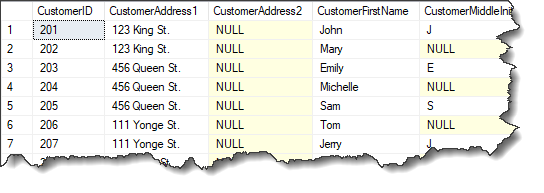 CustomerID CustomerAddress1 CustomerAddress2 CustomerFirstName CustomerMiddleIni
1 201 123 King St. NULL John J
2 202 123 King St. NULL Mary NULL
3 203 456 Queen St. NULL Emily E
4 204 456 Queen St. NULL Michelle NULL
5 205 456 Queen St. NULL Sam S
6 206 111 Yonge St. NULL Tom NULL
7 207 111 Yonge St. NULL Jerry J